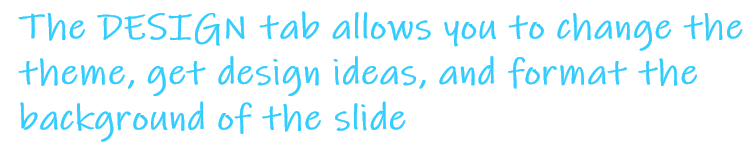 The DESIGN tab allows you to change the
theme, get design ideas, and format the
background of the slide